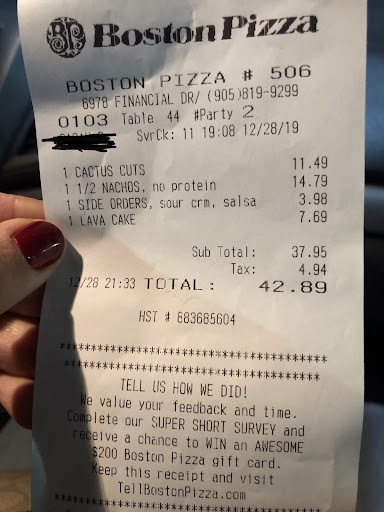 BP Boston Pizza
BOSTON PIZZA # 506
6978 FINANCIAL DR/ (905)819-9299
0103 Table 44 #Party 2
SvrCk: 11 19:08 12/28/19
1 CACTUS CUTS 11.49
1 1/2 NACHOS, no protein 14.79
1 SIDE ORDERS, sour crm, salsa 3.98
1 LAVA CAKE 7.69
Sub Total: 37.95
Tax: 4.94
12/28 21:33 TOTAL: 42.89
HST # 883685604
*************************************
*************************************
TELL US HOW WE DID!
We value your feedback and time.
Complete our SUPER SHORT SURVEY and
receive a chance to WIN an AWESOME
$200 Boston Pizza gift card.
Keep this receipt and visit
TellBostonPizza.com
*************************************